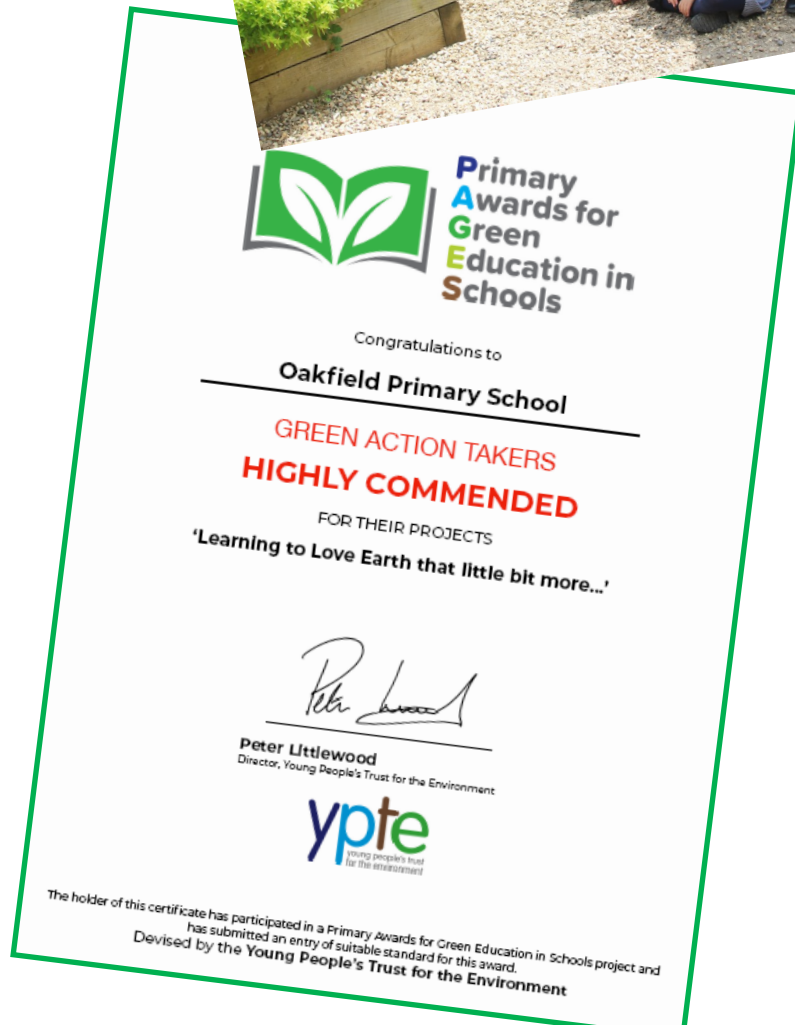 Primary
Awards for
Green
Education in
Schools
Congratulations to
Oakfield Primary School
GREEN ACTION TAKERS
HIGHLY COMMENDED
FOR THEIR PROJECTS
‘Learning to Love Earth that little bit more...’
Peter Littlewood
Peter Littlewood
Director, Young People's Trust for the Environment
ypte
young people's trust
for the environment
The holder of this certificate has participated in a Primary Awards for Green Education in Schools project and
has submitted an entry of suitable standard for this award.
Devised by the Young People's Trust for the Environment